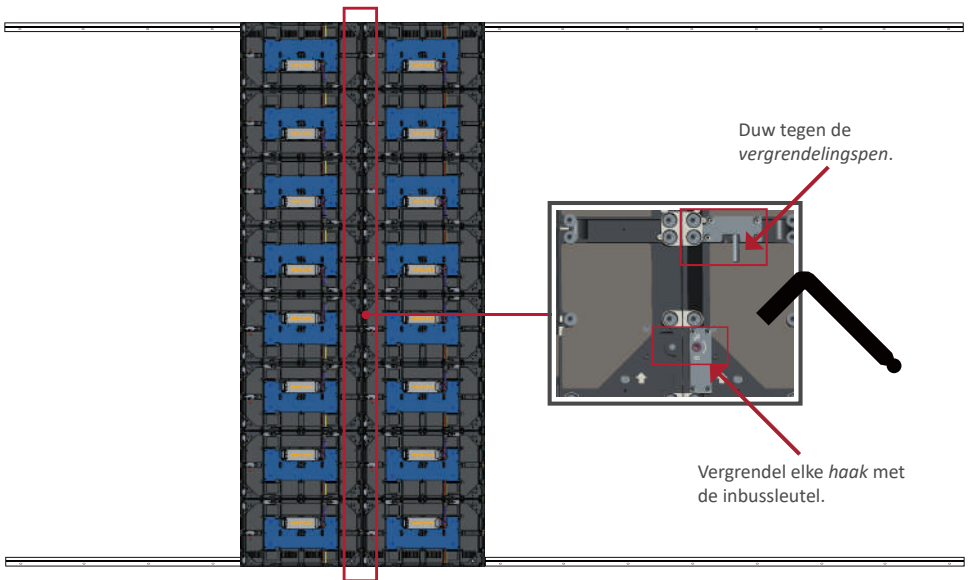 Duw tegen de
vergrendelingspen.
Vergrendel elke haak met
de inbussleutel.